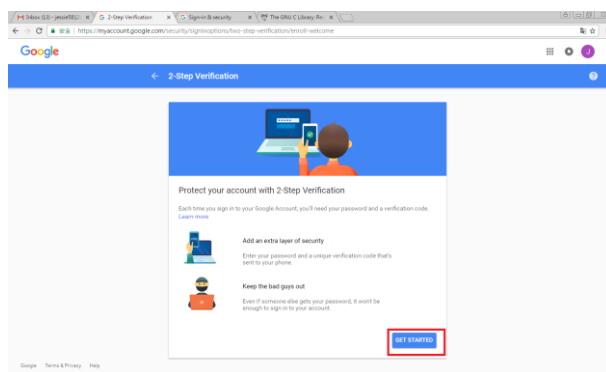 Inbox (13) - jessie
G 2-Step Verification
G Sign-in & security
The GNU C Library: Re
安全 | https://myaccount.google.com/security/signinoptions/two-step-verification/enroll-welcome
Google
J
2-Step Verification
Protect your account with 2-Step Verification
Each time you sign in to your Google Account, you'll need your password and a verification code.
Learn more
Add an extra layer of security
Enter your password and a unique verification code that's
sent to your phone.
Keep the bad guys out
Even if someone else gets your password, it won't be
enough to sign in to your account.
GET STARTED
Google Terms & Privacy Help